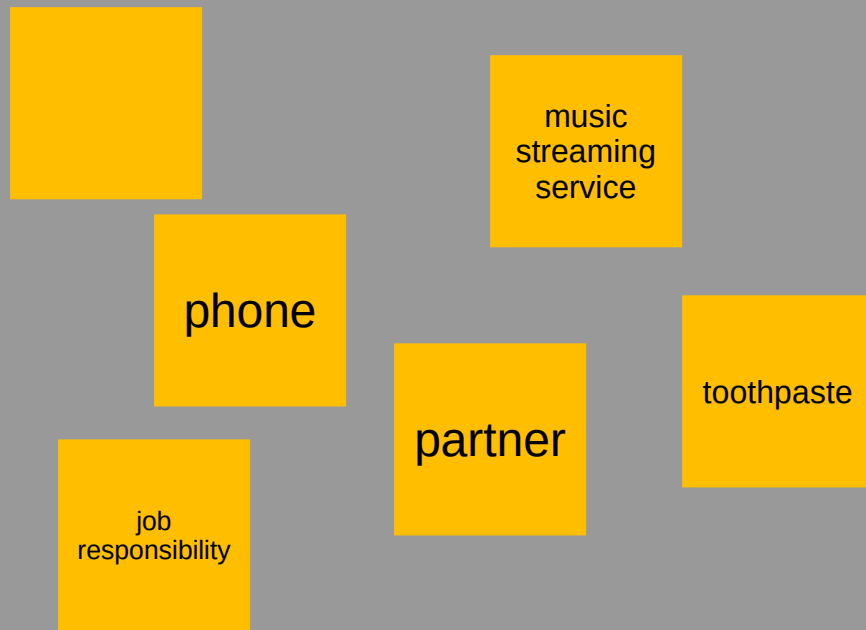 music
streaming
service
phone
toothpaste
partner
job
responsibility